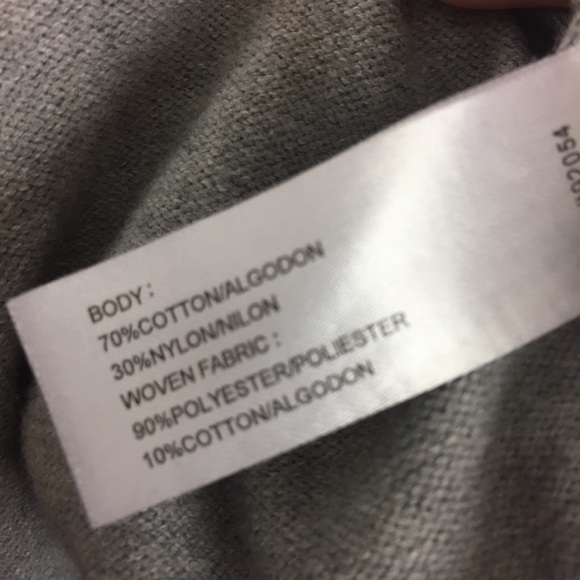 BODY:
70%COTTON/ALGODON
30%NYLON/NILON
WOVEN FABRIC:
90%POLYESTER/POLIESTER
10%COTTON/ALGODON